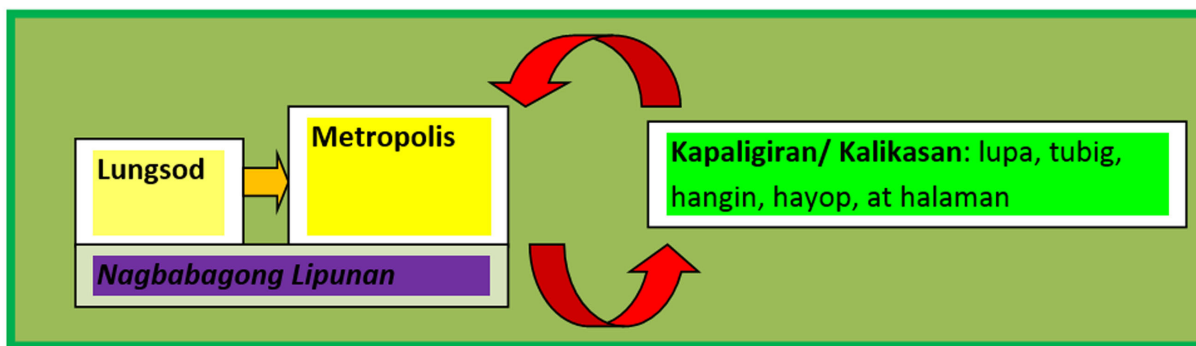 Lungsod
Metropolis
Nagbabagong Lipunan
Kapaligiran/ Kalikasan: lupa, tubig,
hangin, hayop, at halaman